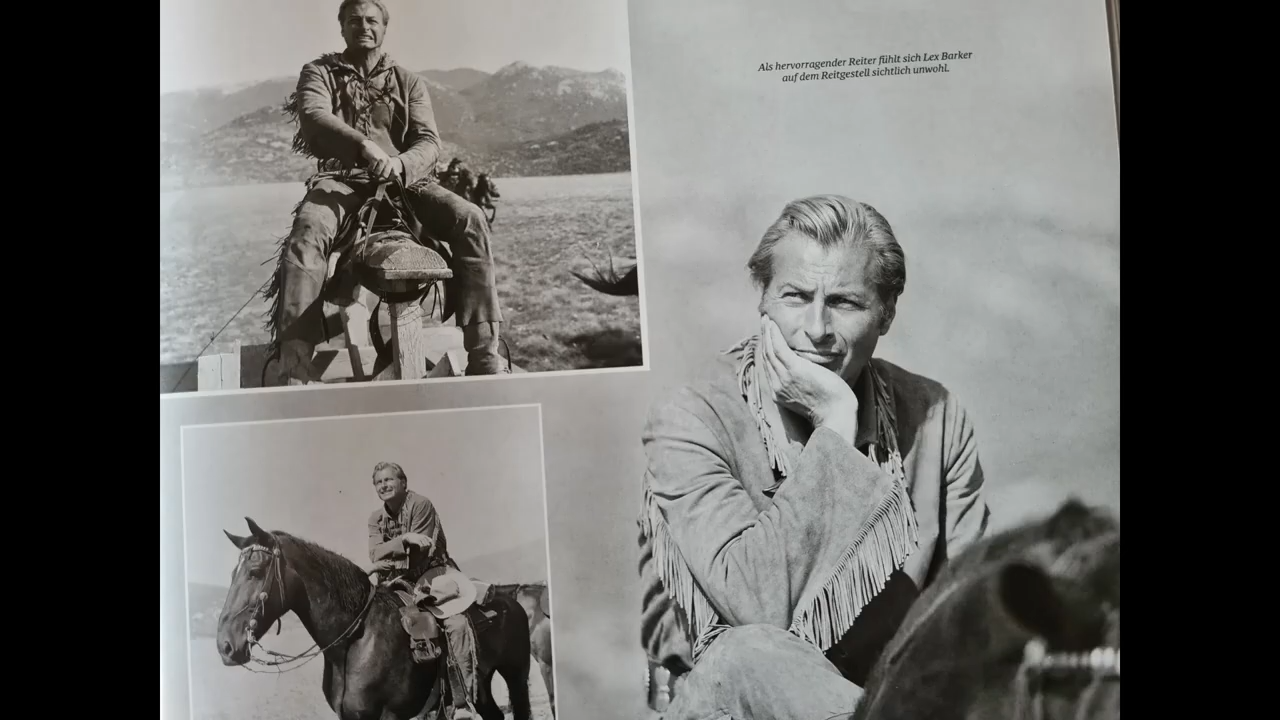 Als hervorragender Reiter fühlt sich Lex Barker
auf dem Reitgestell sichtlich unwohl.